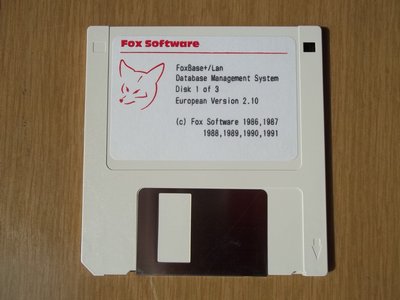 Fox Software
FoxBase+/Lan
Database Management System
Disk 1 of 3
European Version 2.10
(c) Fox Software 1986,1987
1988,1989,1990,1991